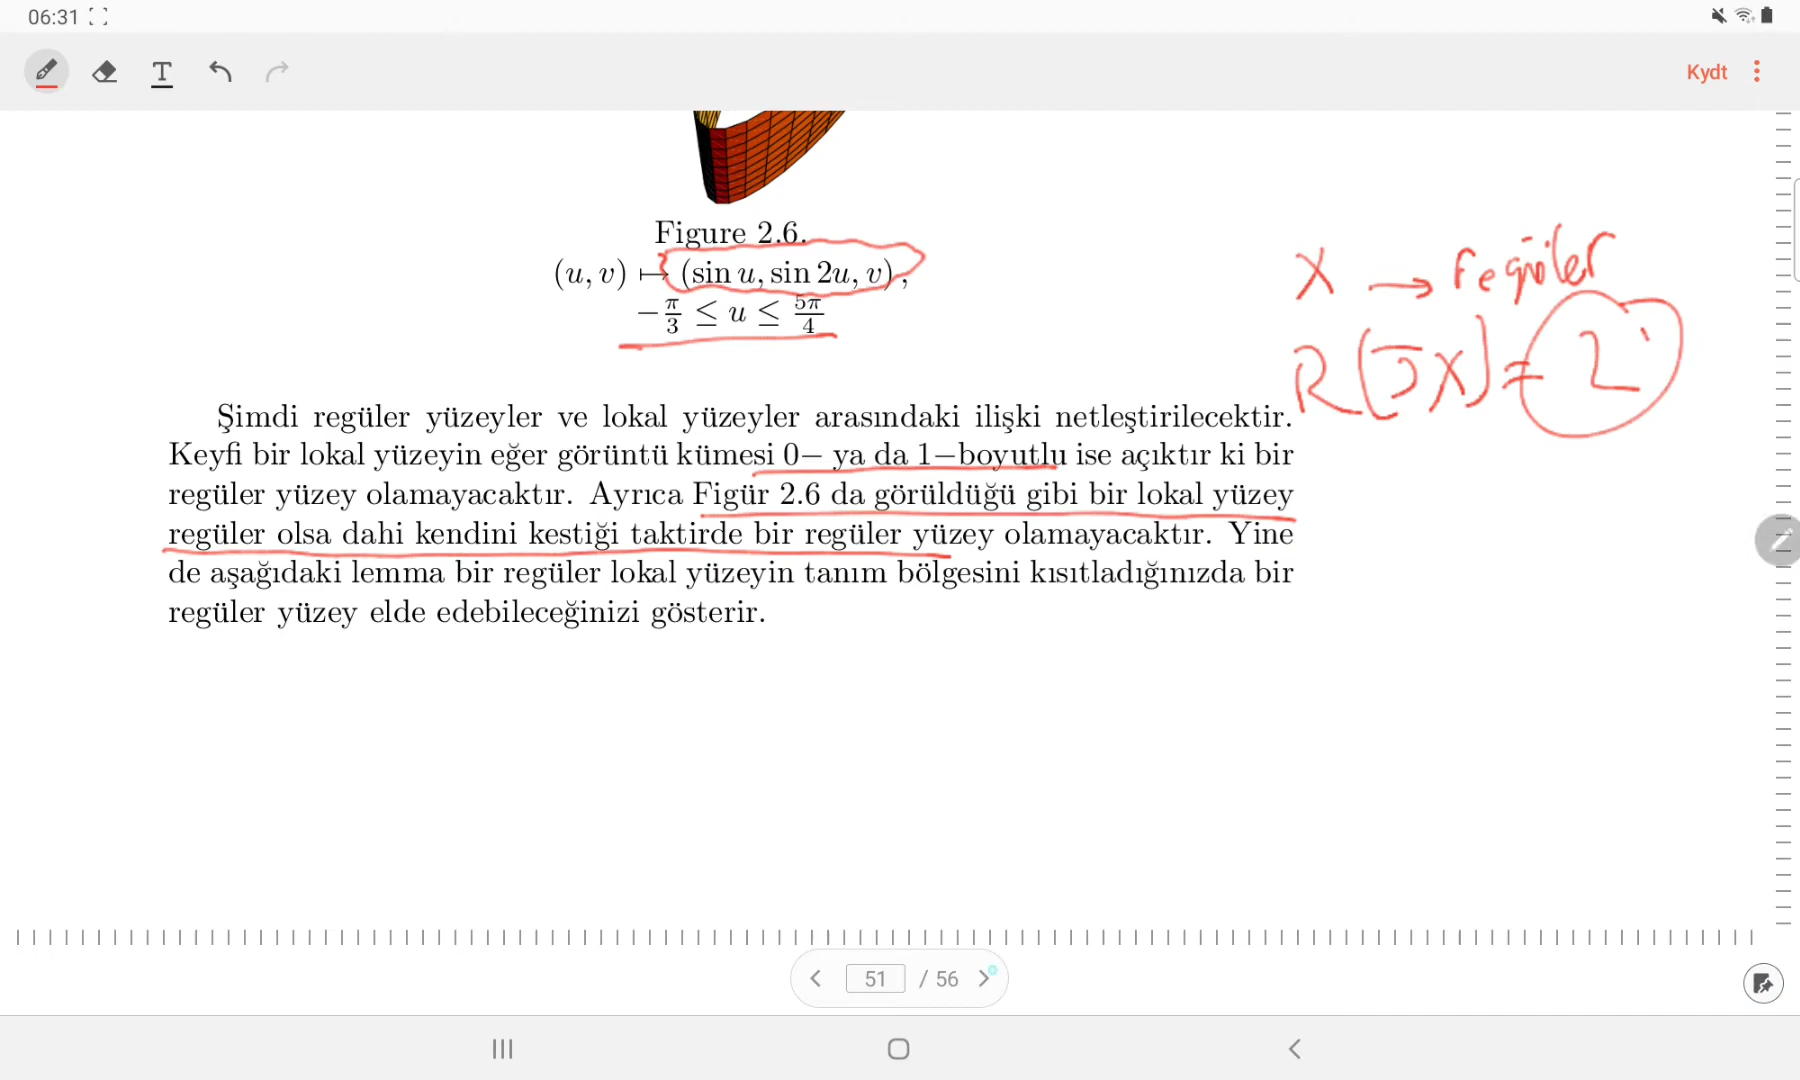 06:31
T
Kydt
Figure 2.6.
(u, v) ↦ (sin u, sin 2u, v),
−π/3 ≤ u ≤ 5π/4
X → regüler
R(JX) = 2
Şimdi regüler yüzeyler ve lokal yüzeyler arasındaki ilişki netleştirilecektir.
Keyfi bir lokal yüzeyin eğer görüntü kümesi 0− ya da 1−boyutlu ise açıktır ki bir
regüler yüzey olamayacaktır. Ayrıca Figür 2.6 da görüldüğü gibi bir lokal yüzey
regüler olsa dahi kendini kestiği taktirde bir regüler yüzey olamayacaktır. Yine
de aşağıdaki lemma bir regüler lokal yüzeyin tanım bölgesini kısıtladığınızda bir
regüler yüzey elde edebileceğinizi gösterir.
51 / 56